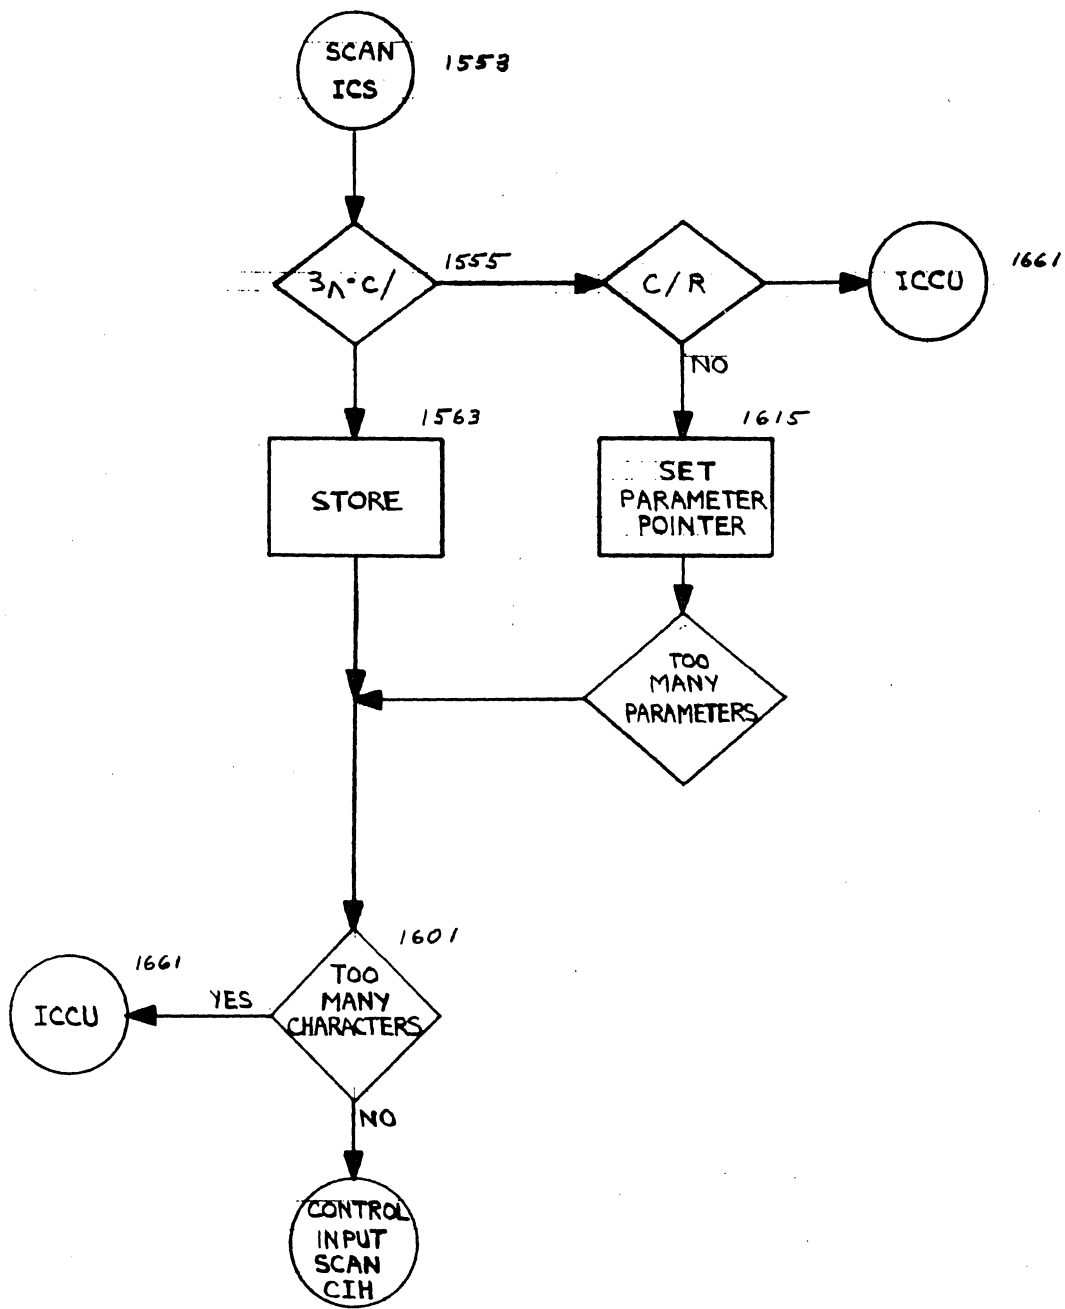 SCAN
ICS
1553
1555
C/R
ICCU
1661
NO
1563
1615
STORE
SET
PARAMETER
POINTER
TOO
MANY
PARAMETERS
1601
1661
TOO
MANY
CHARACTERS
YES
ICCU
NO
CONTROL
INPUT
SCAN
CIH